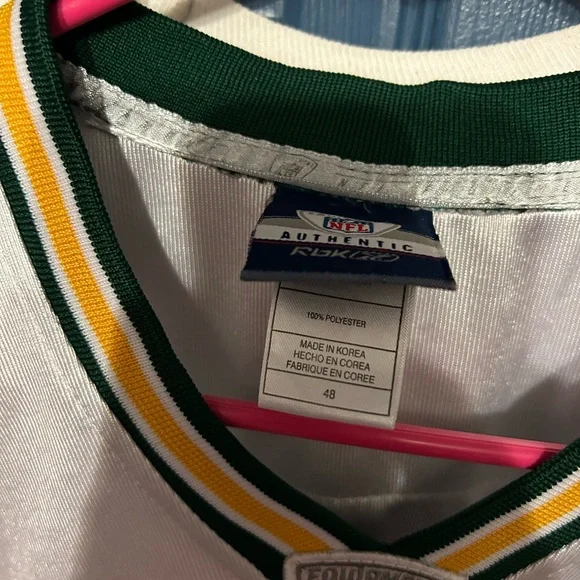 NFL
AUTHENTIC
RBK
100% POLYESTER
MADE IN KOREA
HECHO EN COREA
FABRIQUE EN COREE
48